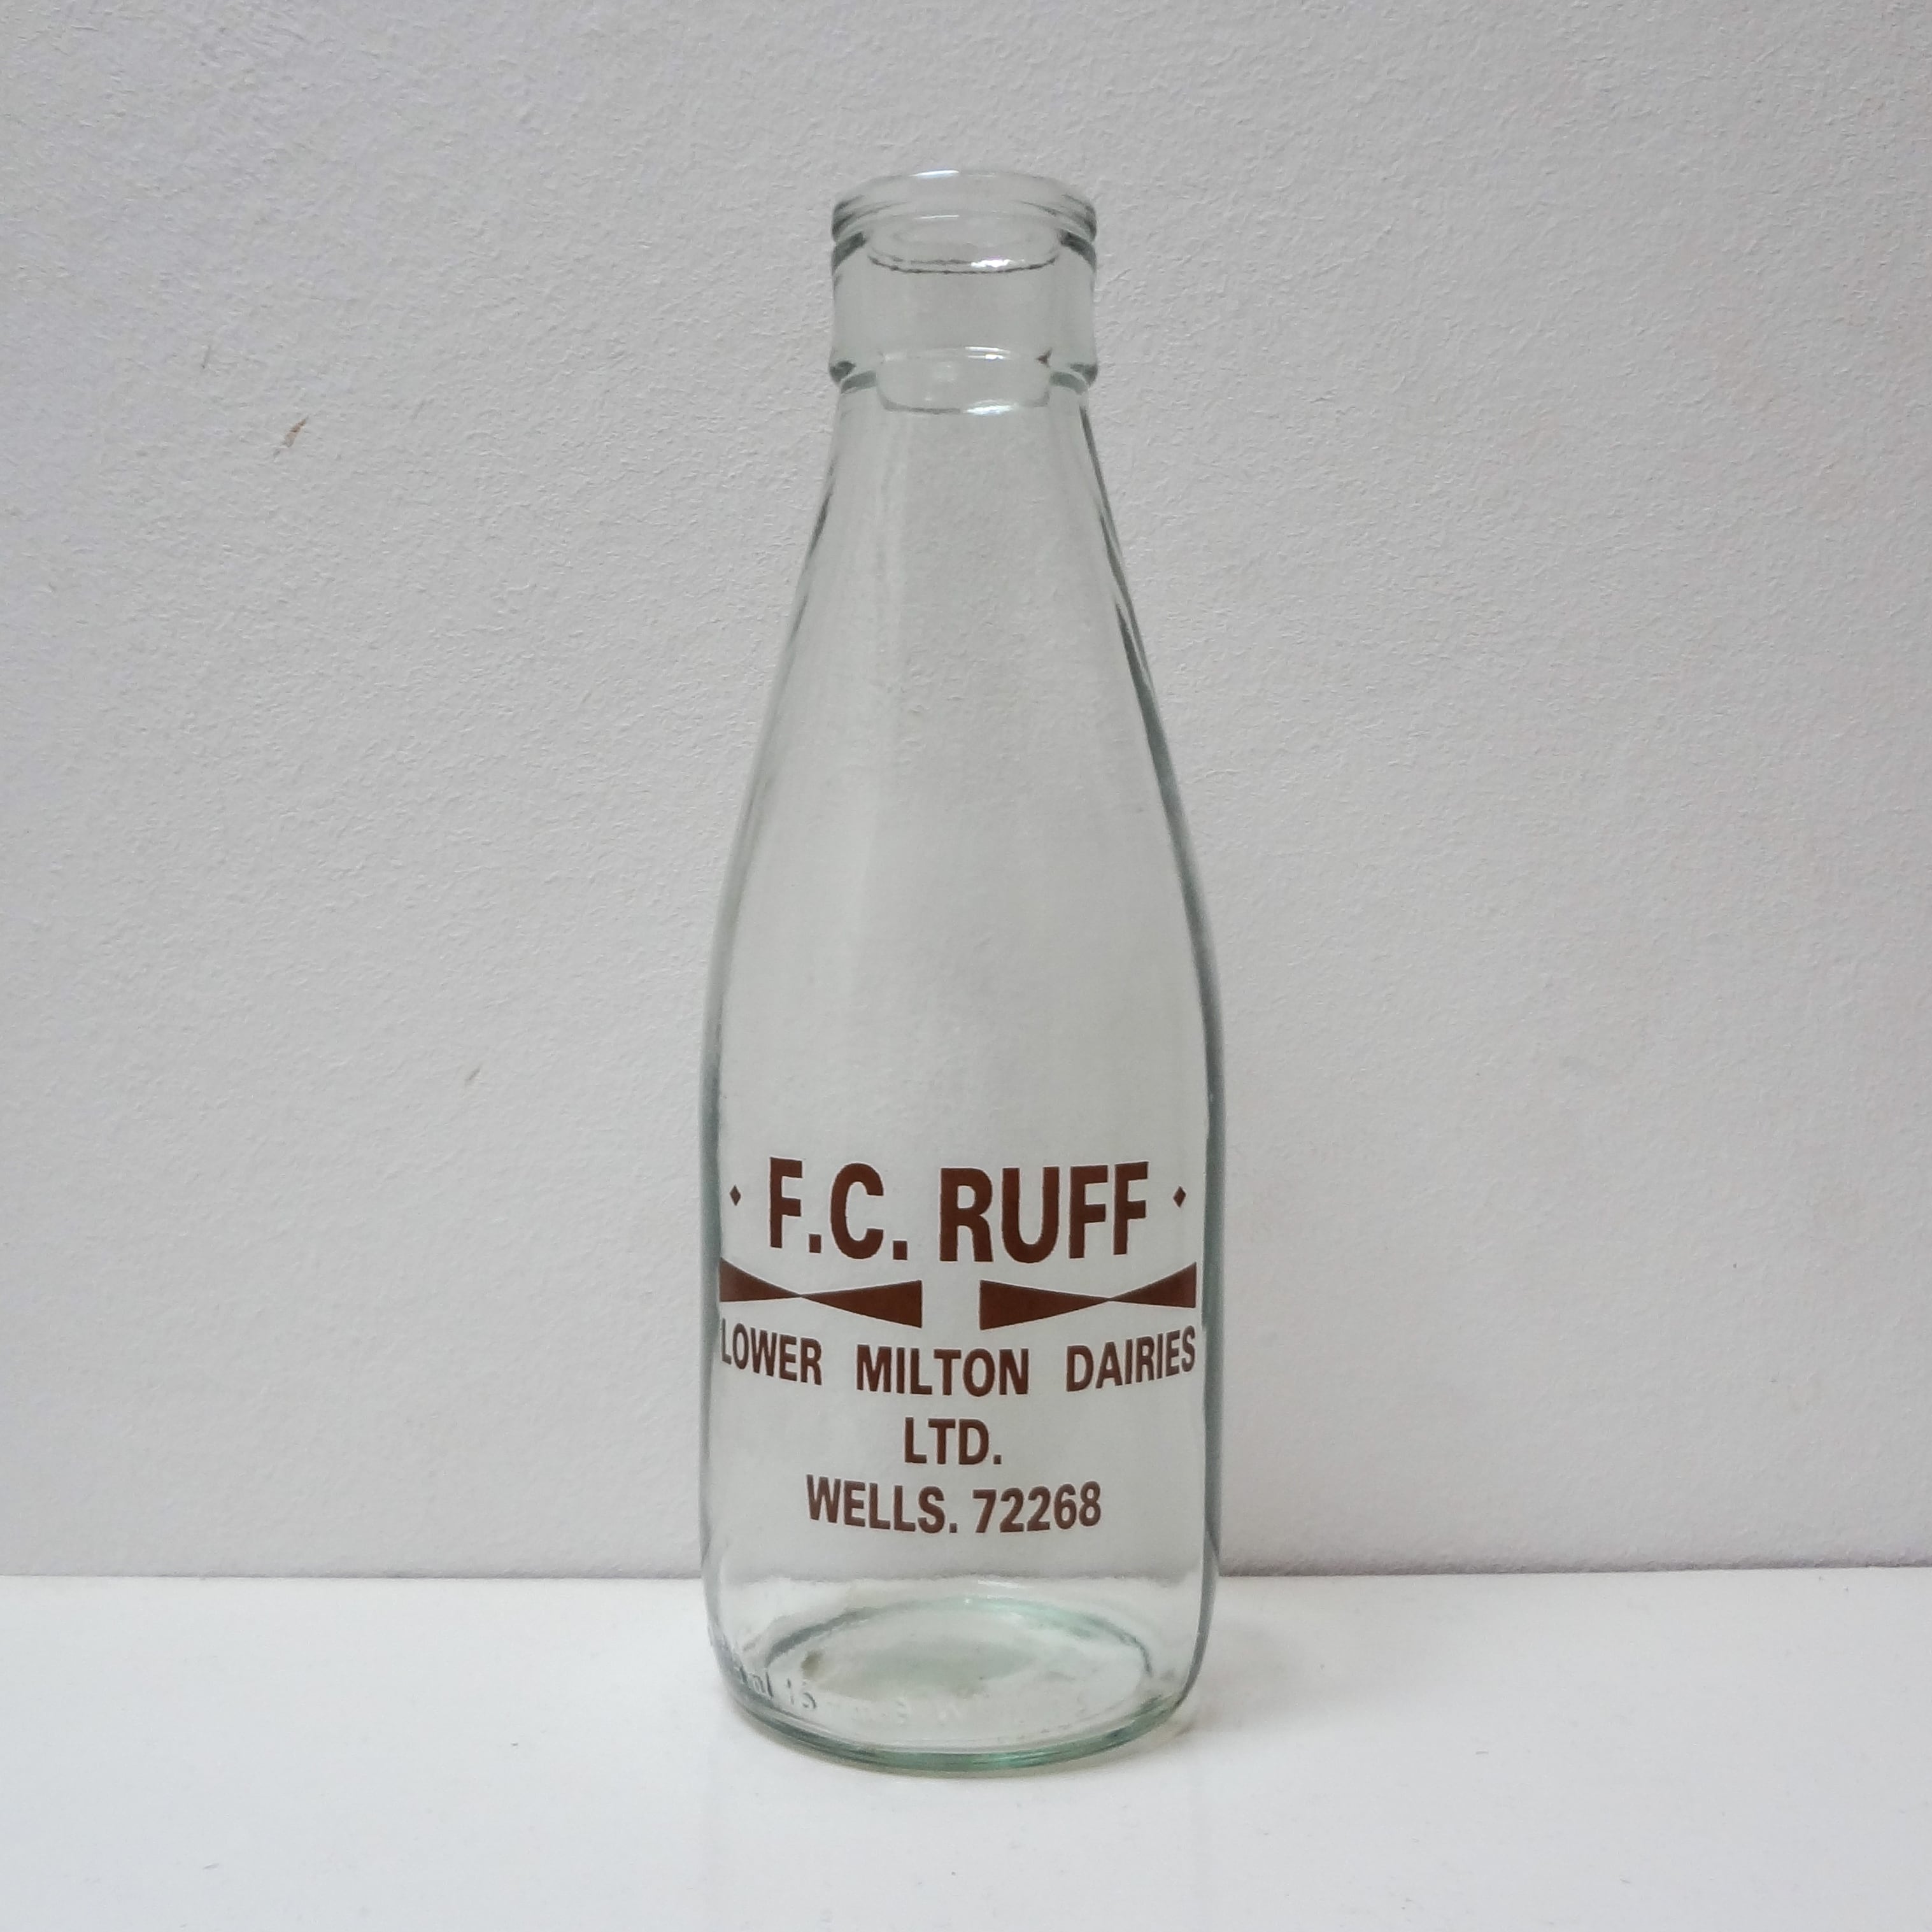 · F.C. RUFF ·
LOWER MILTON DAIRIES
LTD.
WELLS. 72268